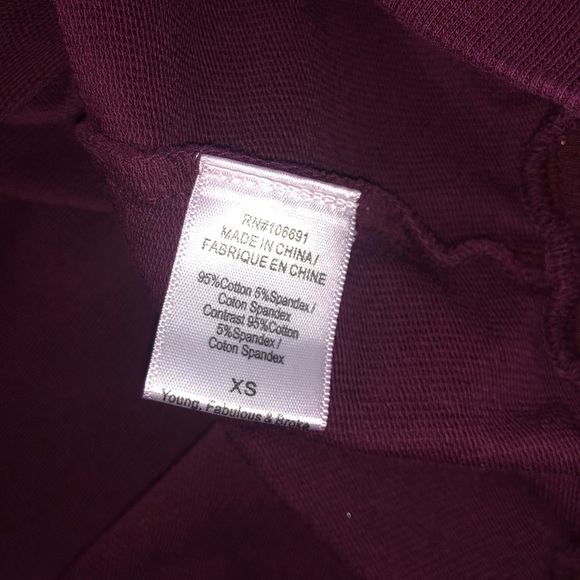 RN#106691
MADE IN CHINA/
FABRIQUE EN CHINE
95%Cotton 5%Spandex/
Coton Spandex
Contrast 95%Cotton
5%Spandex/
Coton Spandex
XS
Young, Fabulous & Broke